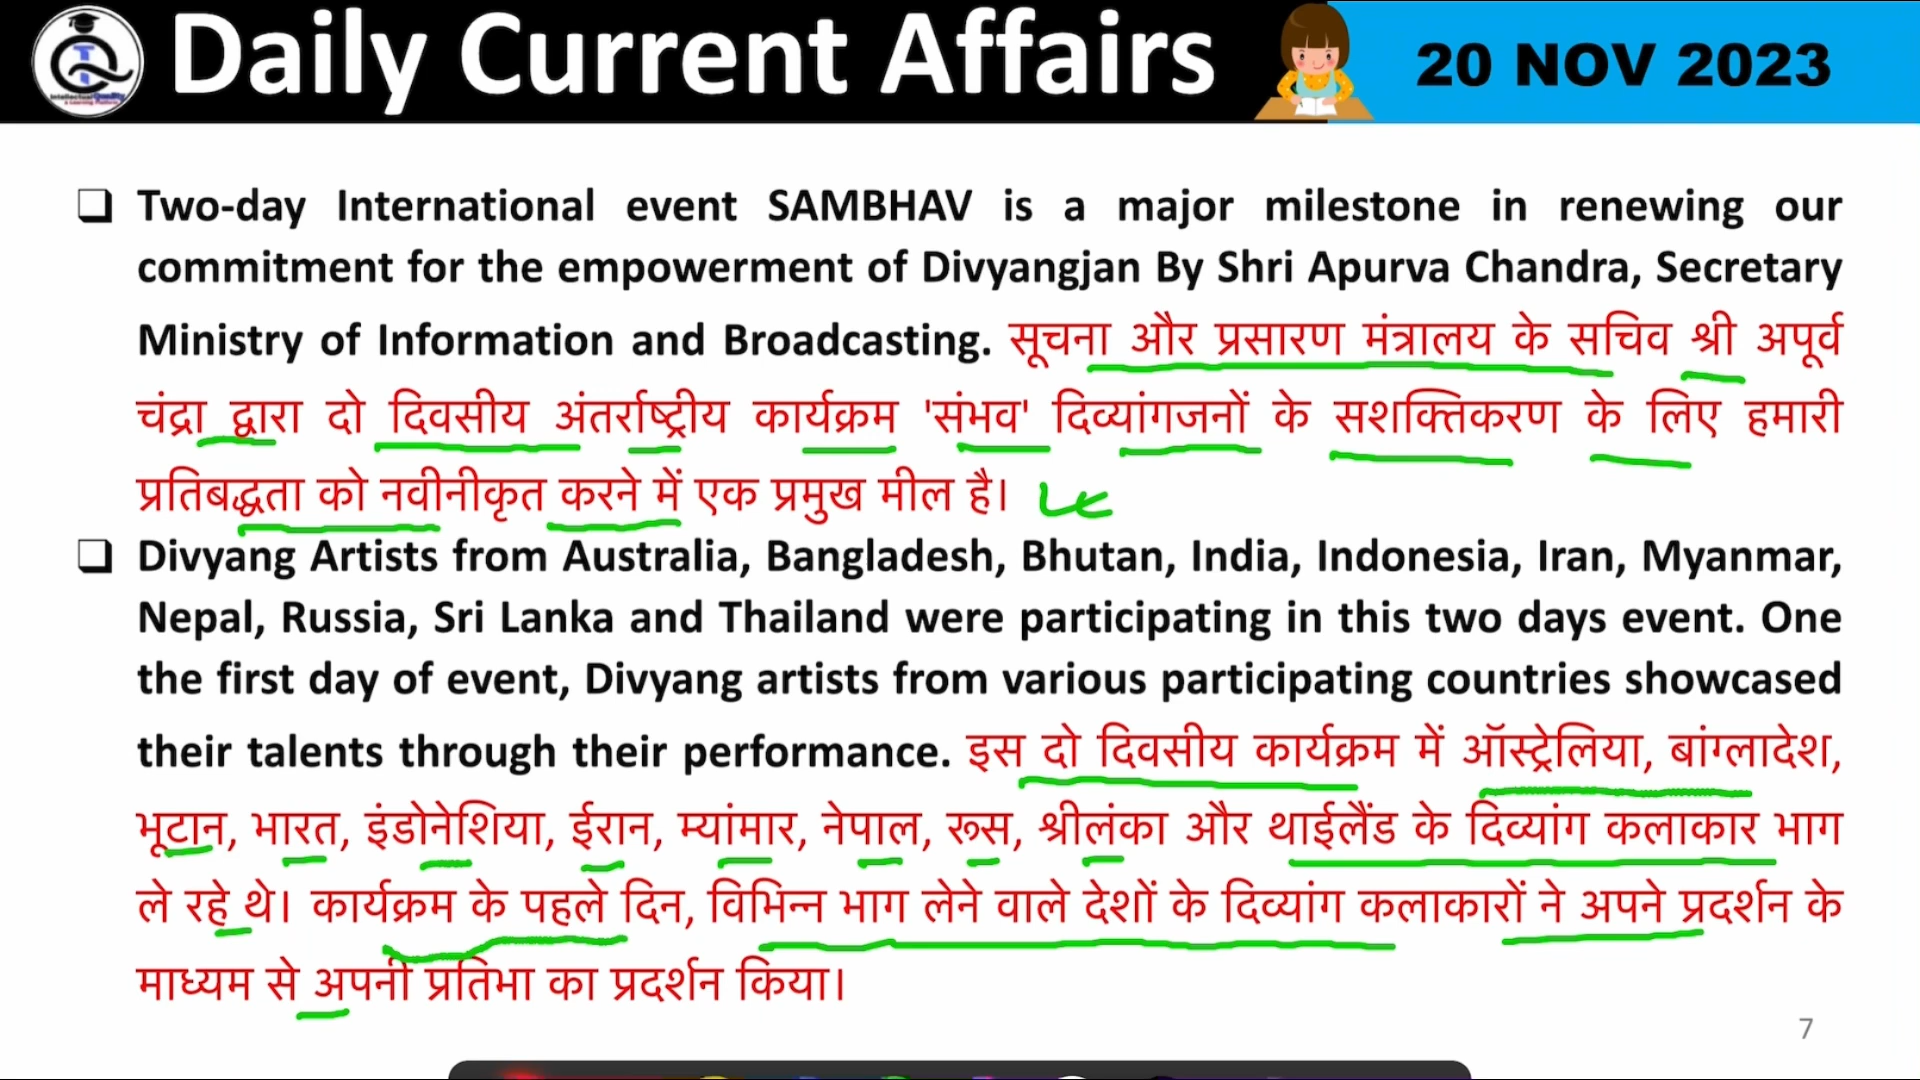 Daily Current Affairs
20 NOV 2023
Two-day International event SAMBHAV is a major milestone in renewing our
commitment for the empowerment of Divyangjan By Shri Apurva Chandra, Secretary
Ministry of Information and Broadcasting. सूचना और प्रसारण मंत्रालय के सचिव श्री अपूर्व
चंद्रा द्वारा दो दिवसीय अंतर्राष्ट्रीय कार्यक्रम 'संभव' दिव्यांगजनों के सशक्तिकरण के लिए हमारी
प्रतिबद्धता को नवीनीकृत करने में एक प्रमुख मील है।
Divyang Artists from Australia, Bangladesh, Bhutan, India, Indonesia, Iran, Myanmar,
Nepal, Russia, Sri Lanka and Thailand were participating in this two days event. One
the first day of event, Divyang artists from various participating countries showcased
their talents through their performance. इस दो दिवसीय कार्यक्रम में ऑस्ट्रेलिया, बांग्लादेश,
भूटान, भारत, इंडोनेशिया, ईरान, म्यांमार, नेपाल, रूस, श्रीलंका और थाईलैंड के दिव्यांग कलाकार भाग
ले रहे थे। कार्यक्रम के पहले दिन, विभिन्न भाग लेने वाले देशों के दिव्यांग कलाकारों ने अपने प्रदर्शन के
माध्यम से अपनी प्रतिभा का प्रदर्शन किया।
7